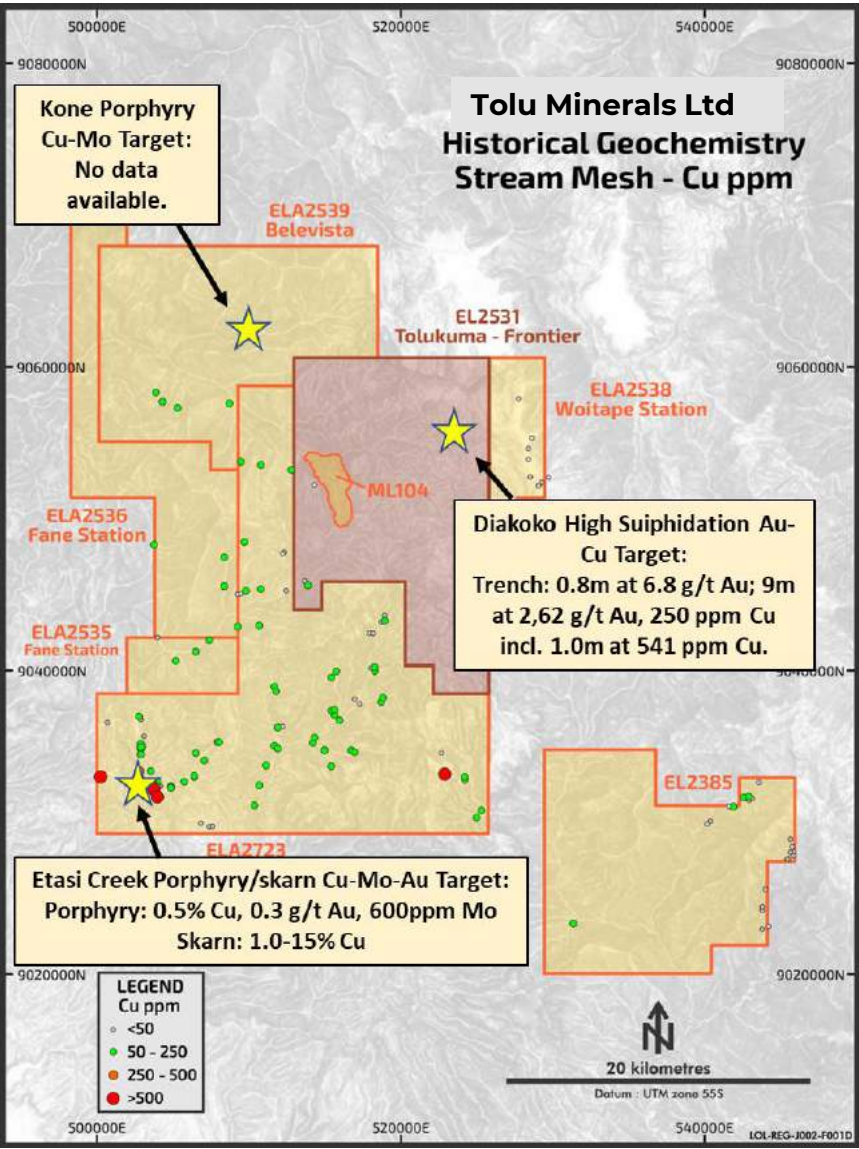 500000E
520000E
540000E
9080000N
9080000N
Tolu Minerals Ltd
Historical Geochemistry
Stream Mesh - Cu ppm
Kone Porphyry
Cu-Mo Target:
No data
available.
ELA2539
Belevista
EL2531
Tolukuma - Frontier
9060000N
9060000N
ELA2538
Woitape Station
ML104
ELA2536
Fane Station
Diakoko High Suiphidation Au-
Cu Target:
Trench: 0.8m at 6.8 g/t Au; 9m
at 2,62 g/t Au, 250 ppm Cu
incl. 1.0m at 541 ppm Cu.
ELA2535
Fane Station
9040000N
9040000N
EL2385
ELA2723
Etasi Creek Porphyry/skarn Cu-Mo-Au Target:
Porphyry: 0.5% Cu, 0.3 g/t Au, 600ppm Mo
Skarn: 1.0-15% Cu
9020000N
9020000N
LEGEND
Cu ppm
<50
50 - 250
250 - 500
>500
N
20 kilometres
Datum : UTM zone 55S
500000E
520000E
540000E
LOL-REG-J002-F001D